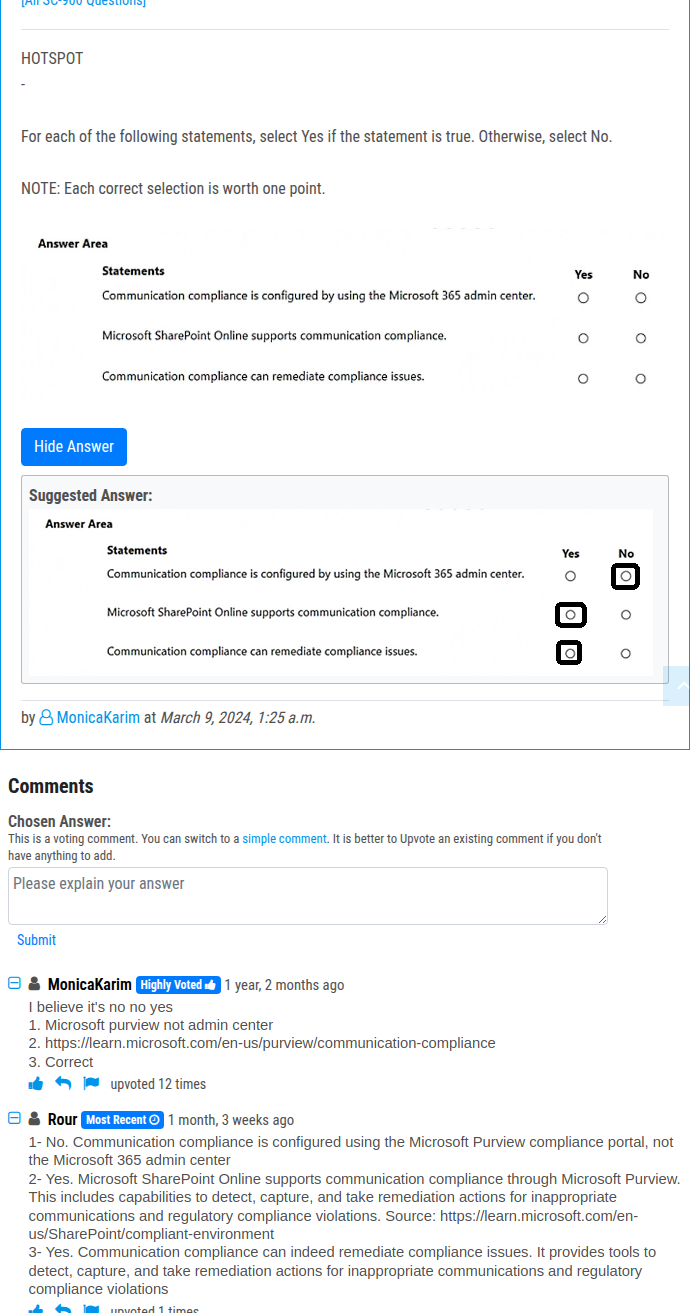 [All SC-900 Questions]
HOTSPOT
-
For each of the following statements, select Yes if the statement is true. Otherwise, select No.
NOTE: Each correct selection is worth one point.
Answer Area
Statements Yes No
Communication compliance is configured by using the Microsoft 365 admin center.
Microsoft SharePoint Online supports communication compliance.
Communication compliance can remediate compliance issues.
Hide Answer
Suggested Answer:
Answer Area
Statements Yes No
Communication compliance is configured by using the Microsoft 365 admin center.
Microsoft SharePoint Online supports communication compliance.
Communication compliance can remediate compliance issues.
by MonicaKarim at March 9, 2024, 1:25 a.m.
Comments
Chosen Answer:
This is a voting comment. You can switch to a simple comment. It is better to Upvote an existing comment if you don't
have anything to add.
Please explain your answer
Submit
MonicaKarim Highly Voted 1 year, 2 months ago
I believe it's no no yes
1. Microsoft purview not admin center
2. https://learn.microsoft.com/en-us/purview/communication-compliance
3. Correct
upvoted 12 times
Rour Most Recent 1 month, 3 weeks ago
1- No. Communication compliance is configured using the Microsoft Purview compliance portal, not
the Microsoft 365 admin center
2- Yes. Microsoft SharePoint Online supports communication compliance through Microsoft Purview.
This includes capabilities to detect, capture, and take remediation actions for inappropriate
communications and regulatory compliance violations. Source: https://learn.microsoft.com/en-
us/SharePoint/compliant-environment
3- Yes. Communication compliance can indeed remediate compliance issues. It provides tools to
detect, capture, and take remediation actions for inappropriate communications and regulatory
compliance violations
upvoted 1 times